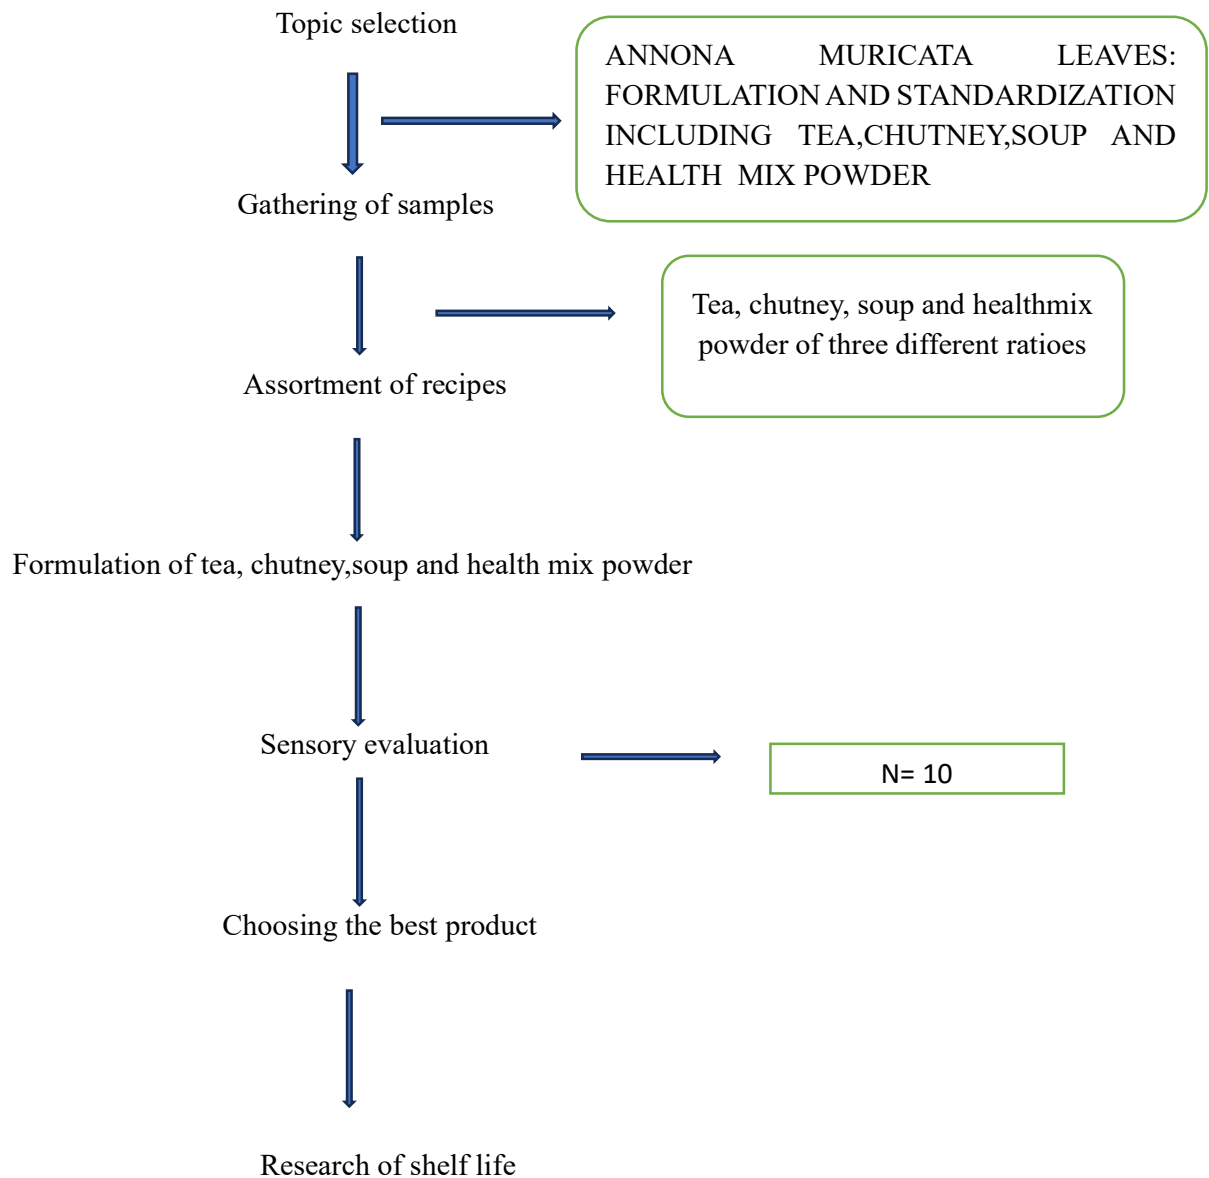 Topic selection
ANNONA MURICATA LEAVES:
FORMULATION AND STANDARDIZATION
INCLUDING TEA,CHUTNEY,SOUP AND
HEALTH MIX POWDER
Gathering of samples
Tea, chutney, soup and healthmix
powder of three different ratioes
Assortment of recipes
Formulation of tea, chutney,soup and health mix powder
Sensory evaluation
N= 10
Choosing the best product
Research of shelf life